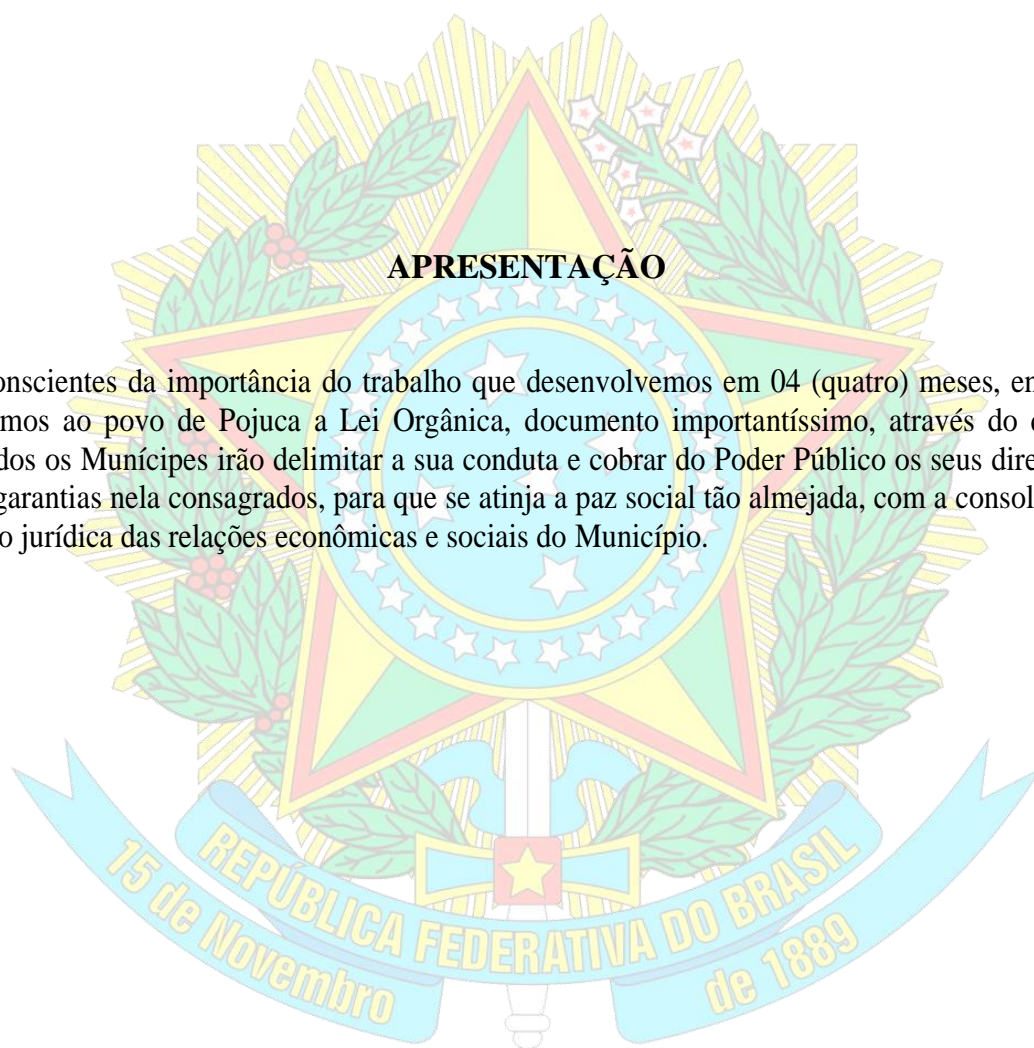 APRESENTAÇÃO
onscientes da importância do trabalho que desenvolvemos em 04 (quatro) meses, en
mos ao povo de Pojuca a Lei Orgânica, documento importantíssimo, através do
dos os Munícipes irão delimitar a sua conduta e cobrar do Poder Público os seus dire
garantias nela consagrados, para que se atinja a paz social tão almejada, com a consol
o jurídica das relações econômicas e sociais do Município.
REPÚBLICA FEDERATIVA DO BRASIL
15 de Novembro de 1889